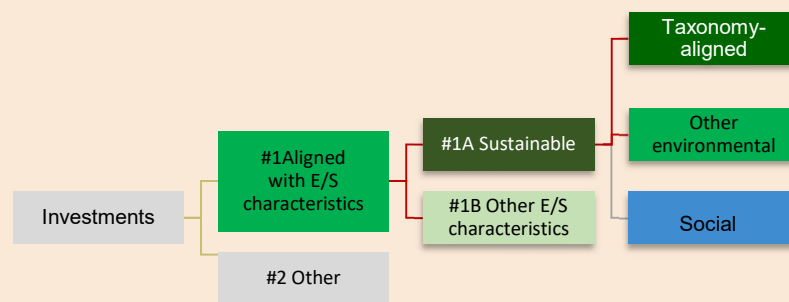 Taxonomy-
aligned
#1Aligned
with E/S
characteristics
#1A Sustainable
Other
environmental
Investments
#1B Other E/S
characteristics
Social
#2 Other